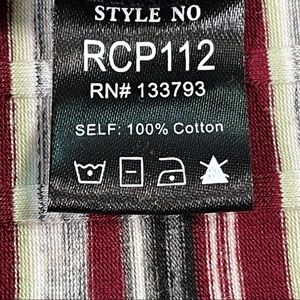 STYLE NO
RCP112
RN# 133793
SELF: 100% Cotton